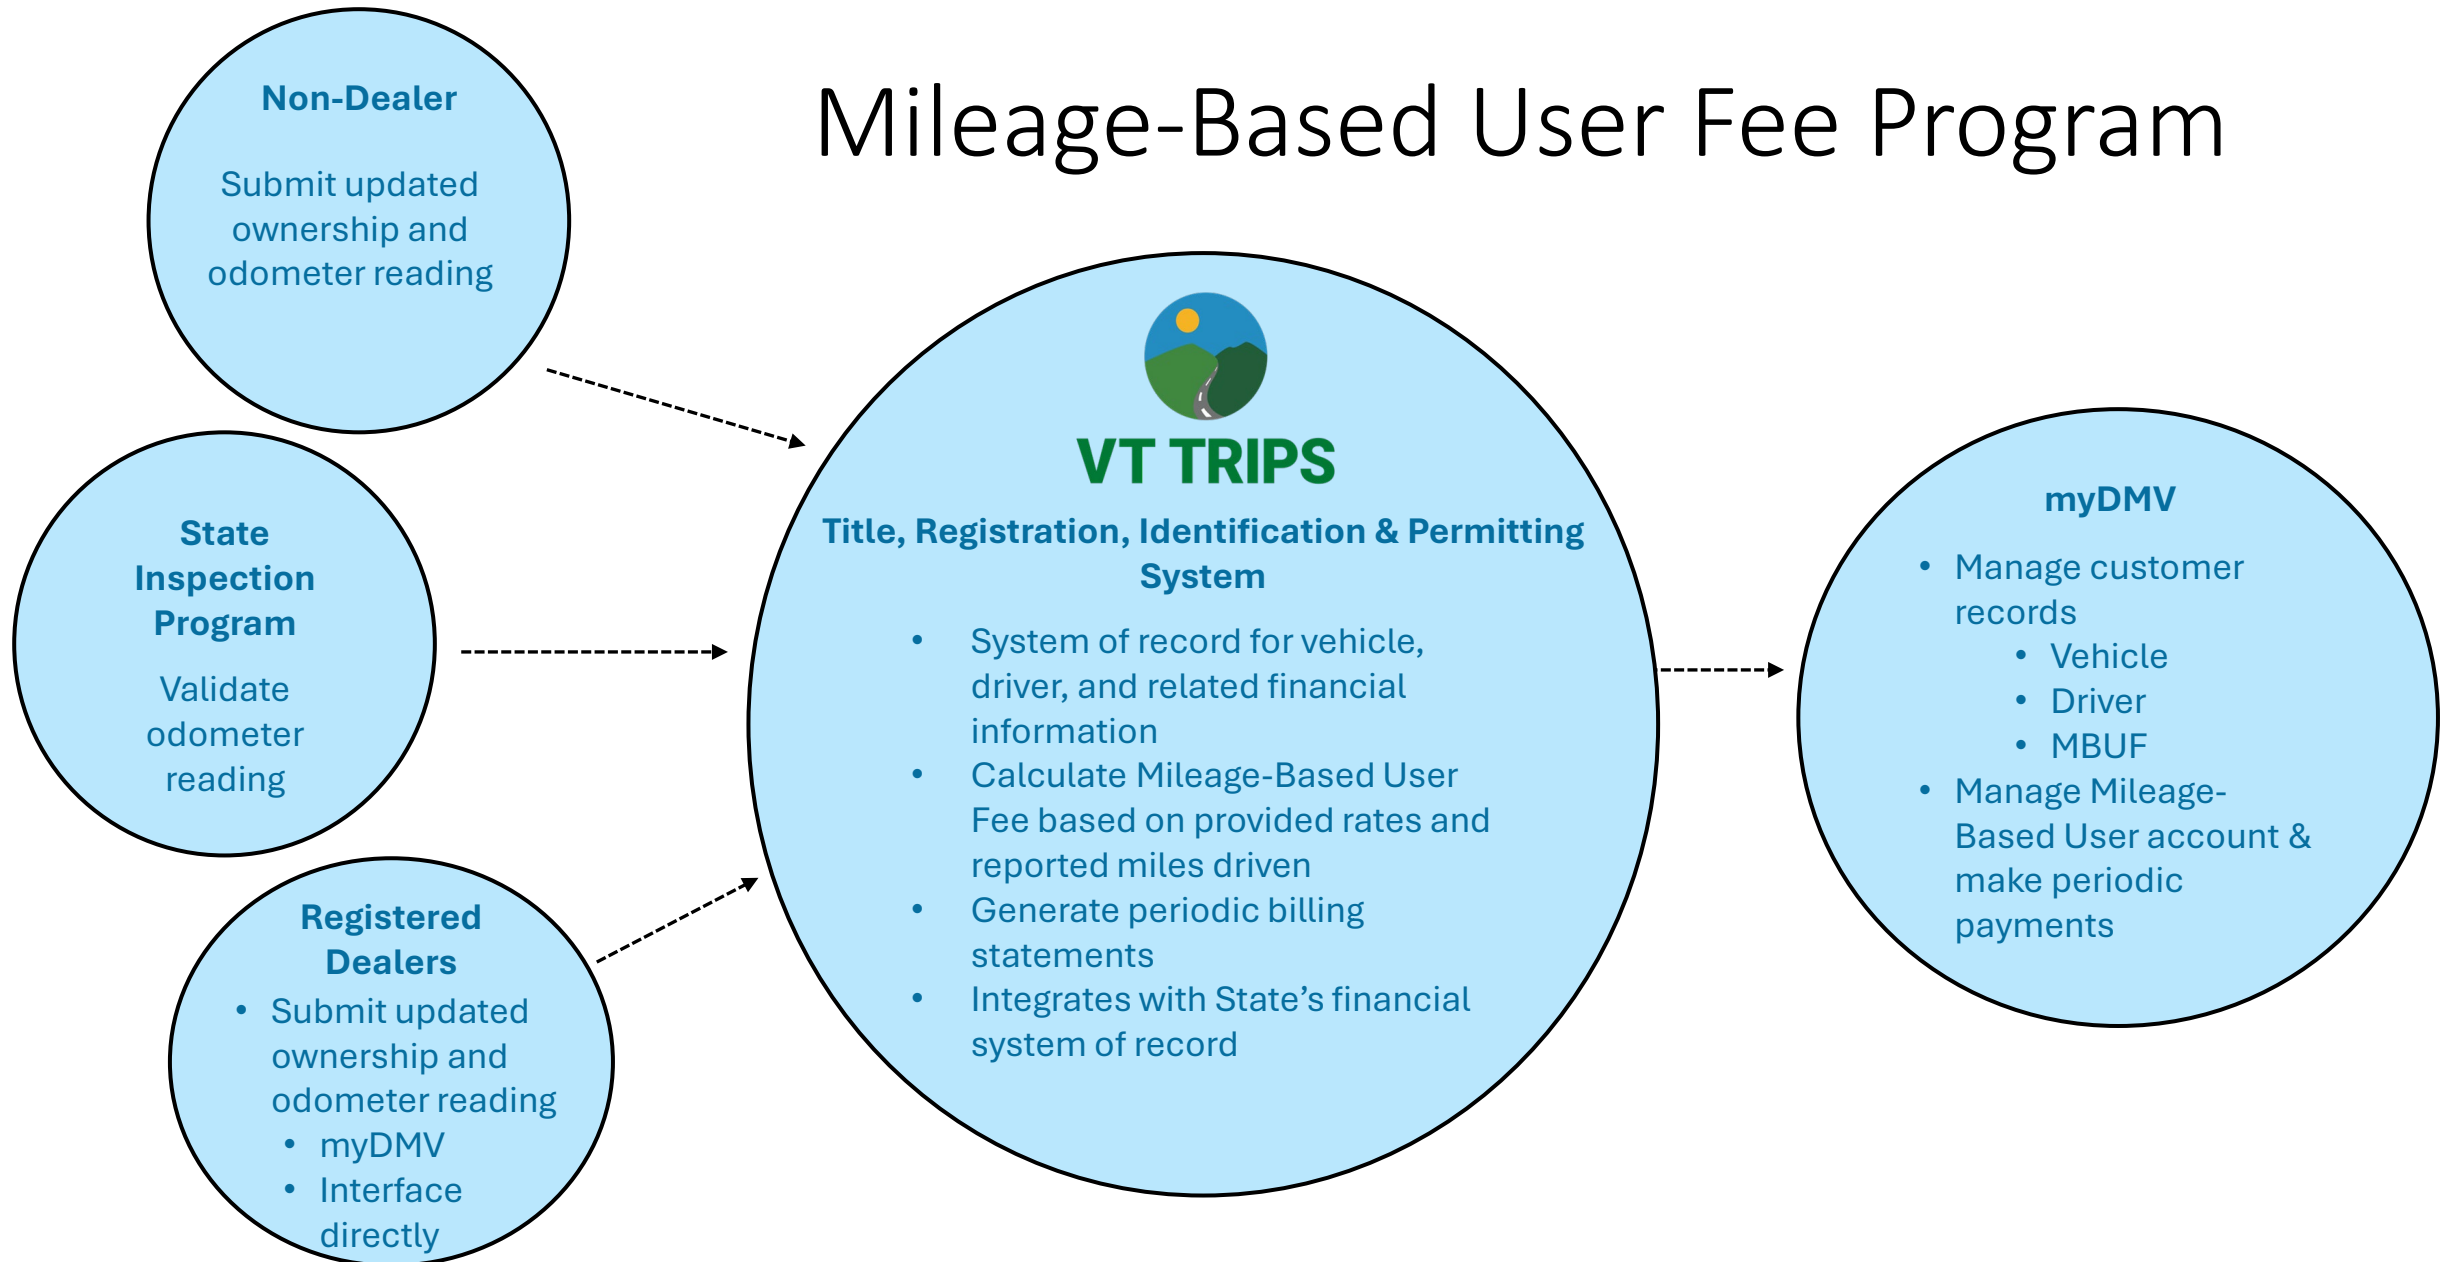 Mileage-Based User Fee Program
Non-Dealer
Submit updated
ownership and
odometer reading
State
Inspection
Program
Validate
odometer
reading
Registered
Dealers
• Submit updated
ownership and
odometer reading
• myDMV
• Interface
directly
VT TRIPS
Title, Registration, Identification & Permitting
System
• System of record for vehicle,
driver, and related financial
information
• Calculate Mileage-Based User
Fee based on provided rates and
reported miles driven
• Generate periodic billing
statements
• Integrates with State’s financial
system of record
myDMV
• Manage customer
records
• Vehicle
• Driver
• MBUF
• Manage Mileage-
Based User account &
make periodic
payments